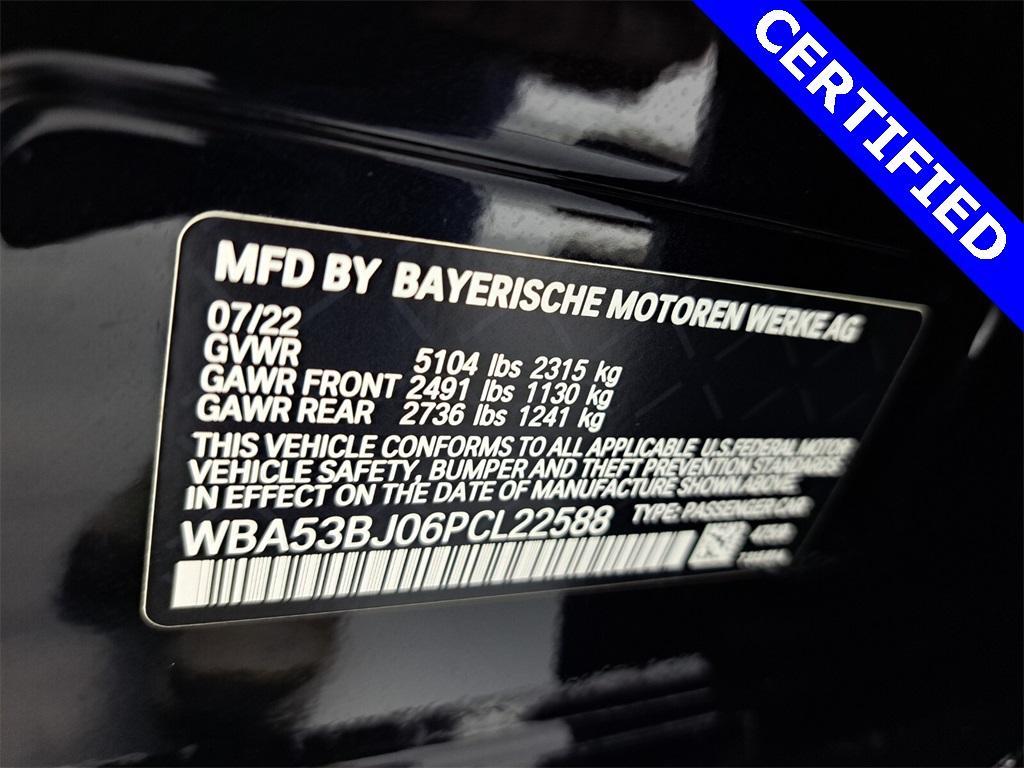 CERTIFIED
MFD BY BAYERISCHE MOTOREN WERKE AG
07/22
GVWR 5104 lbs 2315 kg
GAWR FRONT 2491 lbs 1130 kg
GAWR REAR 2736 lbs 1241 kg
THIS VEHICLE CONFORMS TO ALL APPLICABLE U.S.FEDERAL MOTOR
VEHICLE SAFETY, BUMPER AND THEFT PREVENTION STANDARDS
IN EFFECT ON THE DATE OF MANUFACTURE SHOWN ABOVE.
WBA53BJ06PCL22588 TYPE: PASSENGER CAR